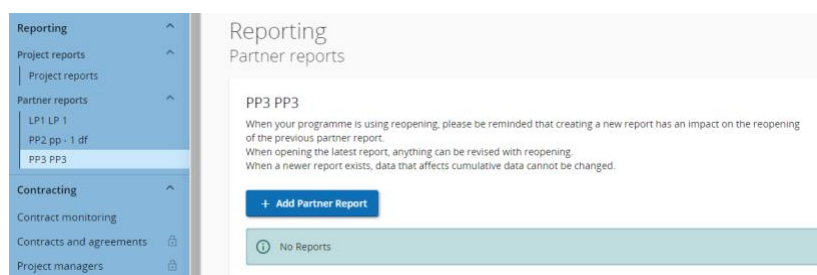 Reporting
Project reports
Project reports
Partner reports
LP1 LP 1
PP2 pp - 1 df
PP3 PP3
Contracting
Contract monitoring
Contracts and agreements
Project managers
Reporting
Partner reports
PP3 PP3
When your programme is using reopening, please be reminded that creating a new report has an impact on the reopening
of the previous partner report.
When opening the latest report, anything can be revised with reopening.
When a newer report exists, data that affects cumulative data cannot be changed.
+ Add Partner Report
No Reports